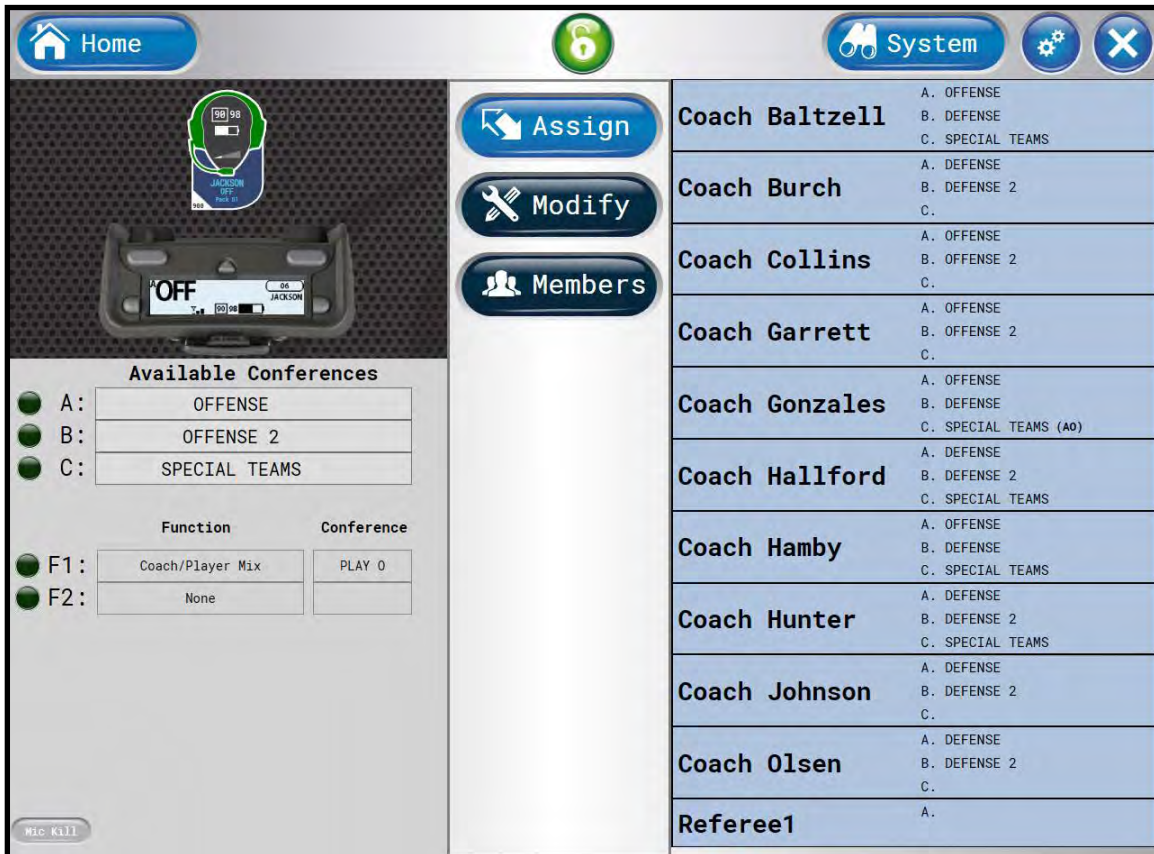 Home
System
90 98
JACKSON
OFF
Pack 07
OFF
06
JACKSON
90 98
Assign
Modify
Members
Available Conferences
A: OFFENSE
B: OFFENSE 2
C: SPECIAL TEAMS
Function Conference
F1: Coach/Player Mix PLAY O
F2: None
Mic Kill
Coach Baltzell
A. OFFENSE
B. DEFENSE
C. SPECIAL TEAMS
Coach Burch
A. DEFENSE
B. DEFENSE 2
C.
Coach Collins
A. OFFENSE
B. OFFENSE 2
C.
Coach Garrett
A. OFFENSE
B. OFFENSE 2
C.
Coach Gonzales
A. OFFENSE
B. DEFENSE
C. SPECIAL TEAMS (AO)
Coach Hallford
A. DEFENSE
B. DEFENSE 2
C. SPECIAL TEAMS
Coach Hamby
A. OFFENSE
B. DEFENSE
C. SPECIAL TEAMS
Coach Hunter
A. DEFENSE
B. DEFENSE 2
C. SPECIAL TEAMS
Coach Johnson
A. DEFENSE
B. DEFENSE 2
C.
Coach Olsen
A. DEFENSE
B. DEFENSE 2
C.
Referee1
A.